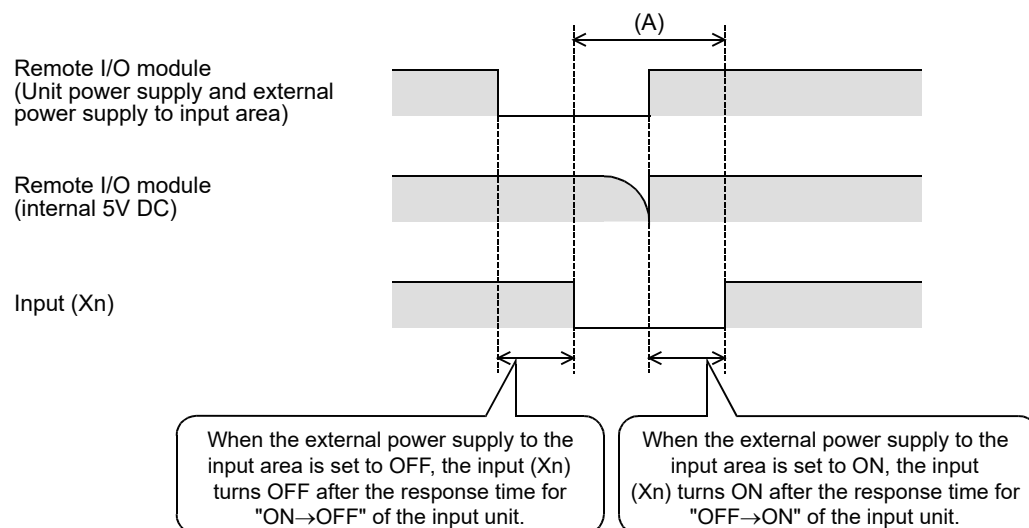 (A)
Remote I/O module
(Unit power supply and external
power supply to input area)
Remote I/O module
(internal 5V DC)
Input (Xn)
When the external power supply to the
input area is set to OFF, the input (Xn)
turns OFF after the response time for
"ON→OFF" of the input unit.
When the external power supply to the
input area is set to ON, the input
(Xn) turns ON after the response time for
"OFF→ON" of the input unit.